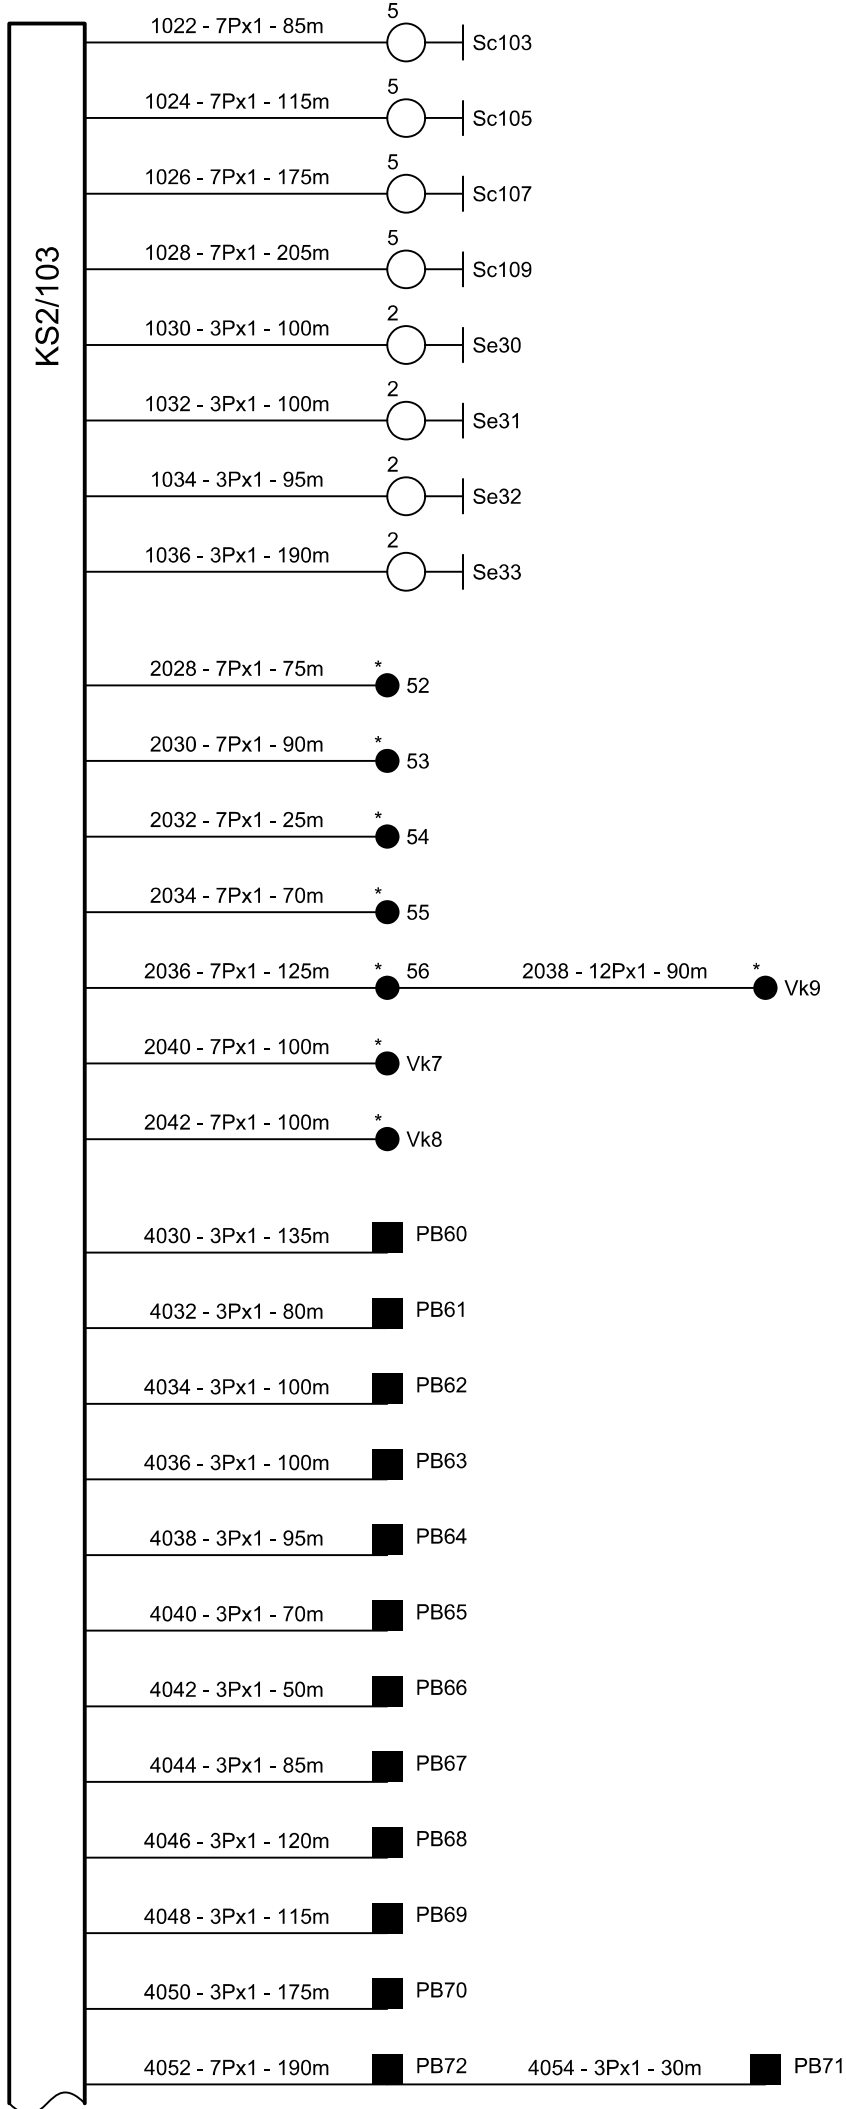 KS2/103
5
1022 - 7Px1 - 85m
Sc103
5
1024 - 7Px1 - 115m
Sc105
5
1026 - 7Px1 - 175m
Sc107
5
1028 - 7Px1 - 205m
Sc109
2
1030 - 3Px1 - 100m
Se30
2
1032 - 3Px1 - 100m
Se31
2
1034 - 3Px1 - 95m
Se32
2
1036 - 3Px1 - 190m
Se33
2028 - 7Px1 - 75m *
52
2030 - 7Px1 - 90m *
53
2032 - 7Px1 - 25m *
54
2034 - 7Px1 - 70m *
55
2036 - 7Px1 - 125m * 56 2038 - 12Px1 - 90m *
Vk9
2040 - 7Px1 - 100m *
Vk7
2042 - 7Px1 - 100m *
Vk8
4030 - 3Px1 - 135m PB60
4032 - 3Px1 - 80m PB61
4034 - 3Px1 - 100m PB62
4036 - 3Px1 - 100m PB63
4038 - 3Px1 - 95m PB64
4040 - 3Px1 - 70m PB65
4042 - 3Px1 - 50m PB66
4044 - 3Px1 - 85m PB67
4046 - 3Px1 - 120m PB68
4048 - 3Px1 - 115m PB69
4050 - 3Px1 - 175m PB70
4052 - 7Px1 - 190m PB72 4054 - 3Px1 - 30m PB71